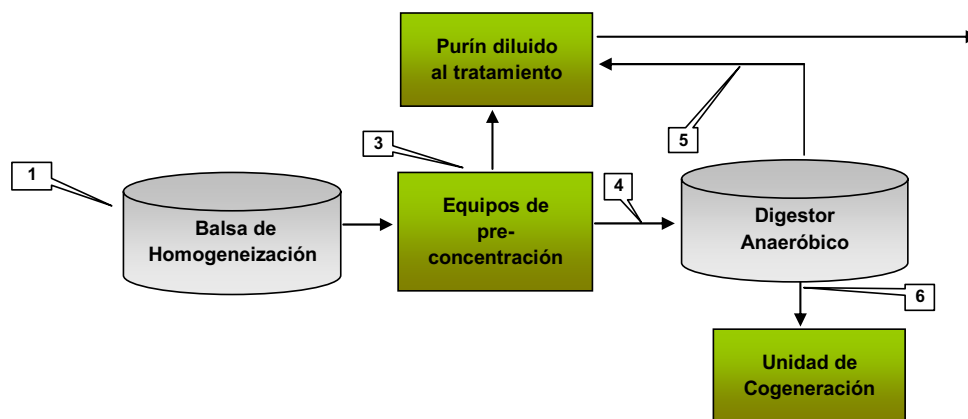 Purín diluido
al tratamiento
5
3
1
4
Equipos de
pre-
concentración
Balsa de
Homogeneización
Digestor
Anaeróbico
6
Unidad de
Cogeneración